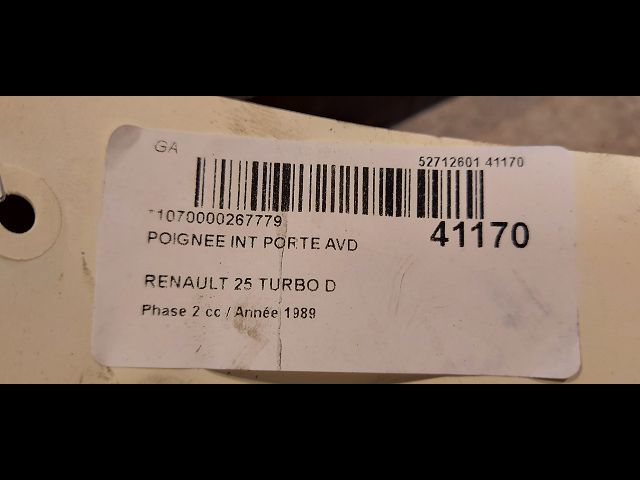 GA
52712601 41170
*1070000267779
41170
POIGNEE INT PORTE AVD
RENAULT 25 TURBO D
Phase 2 cc / Année 1989